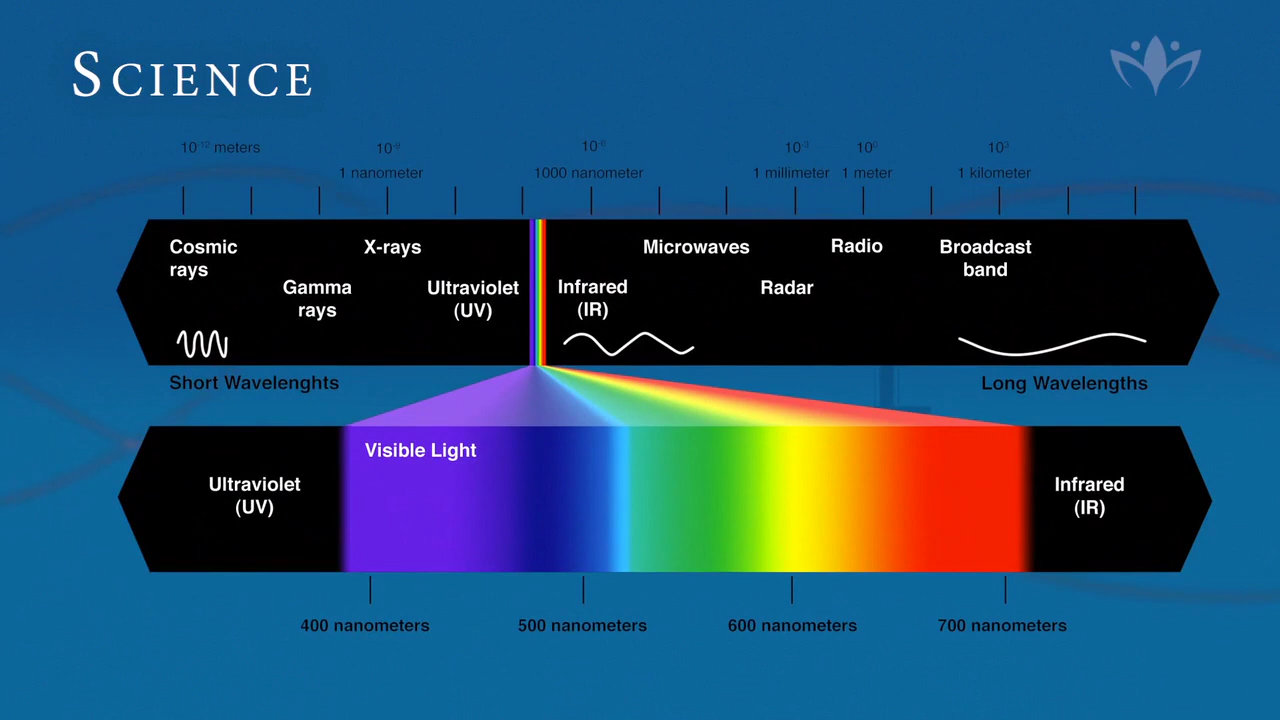 SCIENCE
10⁻¹² meters
10⁻⁹
10⁻⁶
10⁻³
10⁰
10³
1 nanometer
1000 nanometer
1 millimeter
1 meter
1 kilometer
Cosmic
rays
X-rays
Microwaves
Radio
Broadcast
band
Gamma
rays
Ultraviolet
(UV)
Infrared
(IR)
Radar
Short Wavelenghts
Long Wavelengths
Visible Light
Ultraviolet
(UV)
Infrared
(IR)
400 nanometers
500 nanometers
600 nanometers
700 nanometers